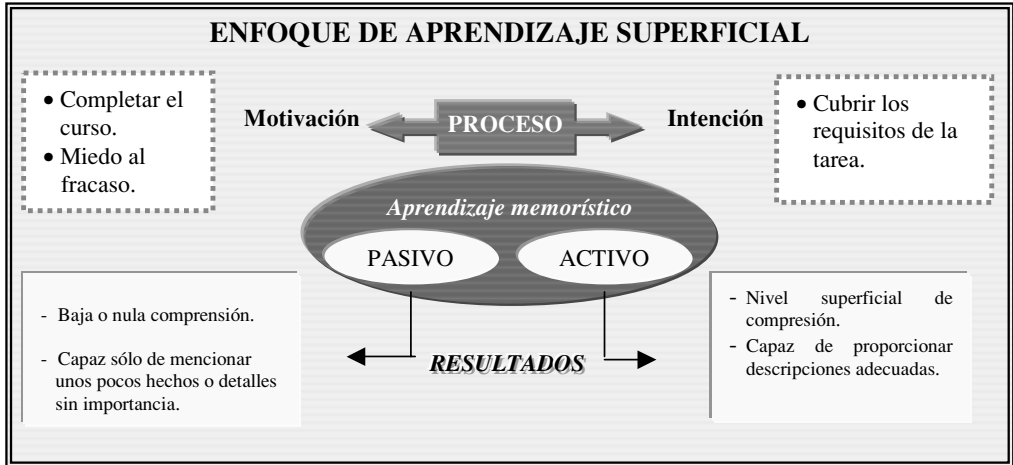 ENFOQUE DE APRENDIZAJE SUPERFICIAL
• Completar el
curso.
• Miedo al
fracaso.
Motivación
PROCESO
Intención
• Cubrir los
requisitos de la
tarea.
Aprendizaje memorístico
PASIVO
ACTIVO
- Baja o nula comprensión.
- Capaz sólo de mencionar
unos pocos hechos o detalles
sin importancia.
RESULTADOS
- Nivel superficial de
compresión.
- Capaz de proporcionar
descripciones adecuadas.